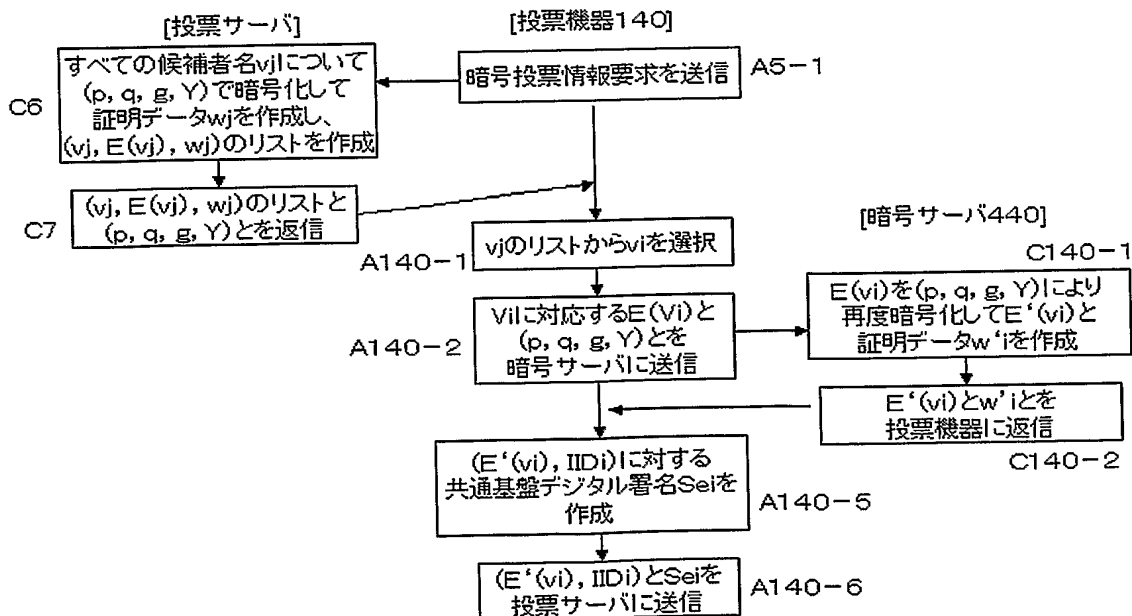 [投票サーバ]
すべての候補者名vjlについて
(p, q, g, Y)で暗号化して
証明データwjを作成し、
(vj, E(vj), wj)のリストを作成
C6
(vj, E(vj), wj)のリストと
(p, q, g, Y)とを返信
C7
[投票機器140]
暗号投票情報要求を送信
A5-1
vjのリストからviを選択
A140-1
Vilに対応するE(Vi)と
(p, q, g, Y)とを
暗号サーバに送信
A140-2
[暗号サーバ440]
C140-1
E(vi)を(p, q, g, Y)により
再度暗号化してE‘(vi)と
証明データw'iを作成
E‘(vi)とw'iとを
投票機器に返信
C140-2
(E‘(vi), IIDi)に対する
共通基盤デジタル署名Seiを
作成
A140-5
(E‘(vi), IIDi)とSeiを
投票サーバに送信
A140-6